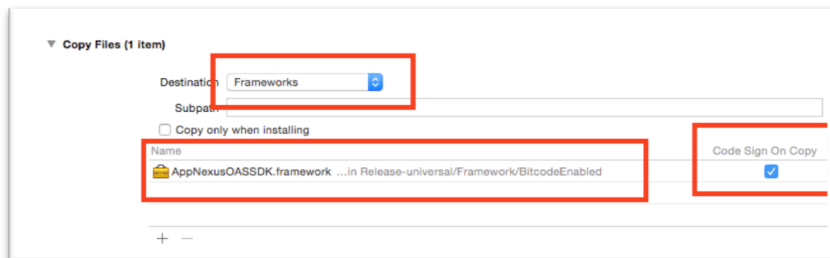 Copy Files (1 item)
Destination Frameworks
Subpath
Copy only when installing
Name Code Sign On Copy
AppNexusOASSDK.framework ...in Release-universal/Framework/BitcodeEnabled